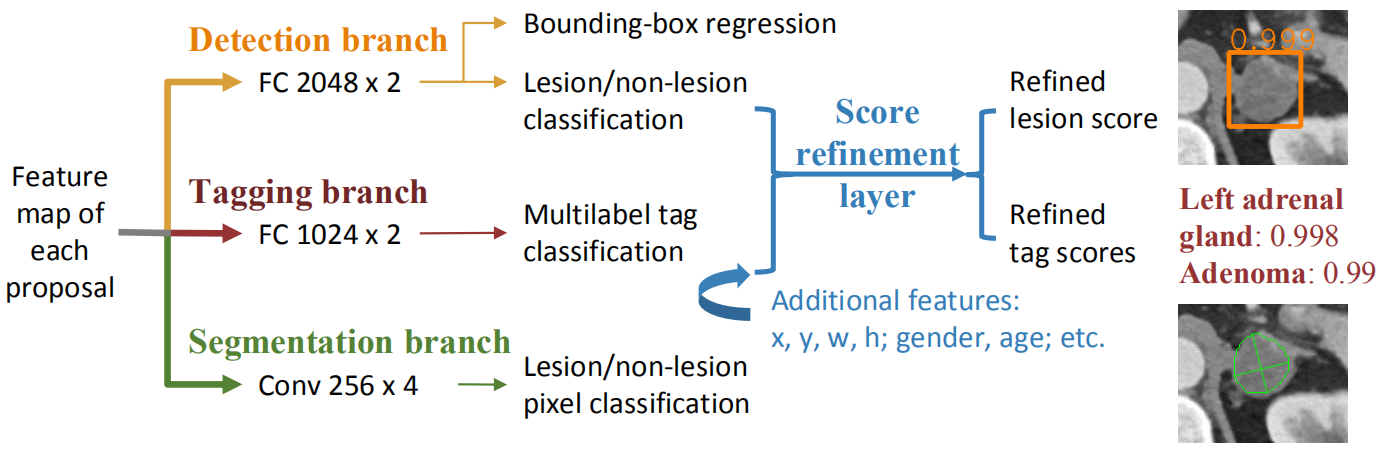 Feature
map of
each
proposal
Detection branch
FC 2048 x 2
Bounding-box regression
Lesion/non-lesion
classification
Tagging branch
FC 1024 x 2
Multilabel tag
classification
Segmentation branch
Conv 256 x 4
Lesion/non-lesion
pixel classification
Score
refinement
layer
Additional features:
x, y, w, h; gender, age; etc.
Refined
lesion score
Refined
tag scores
0.999
Left adrenal
gland: 0.998
Adenoma: 0.99